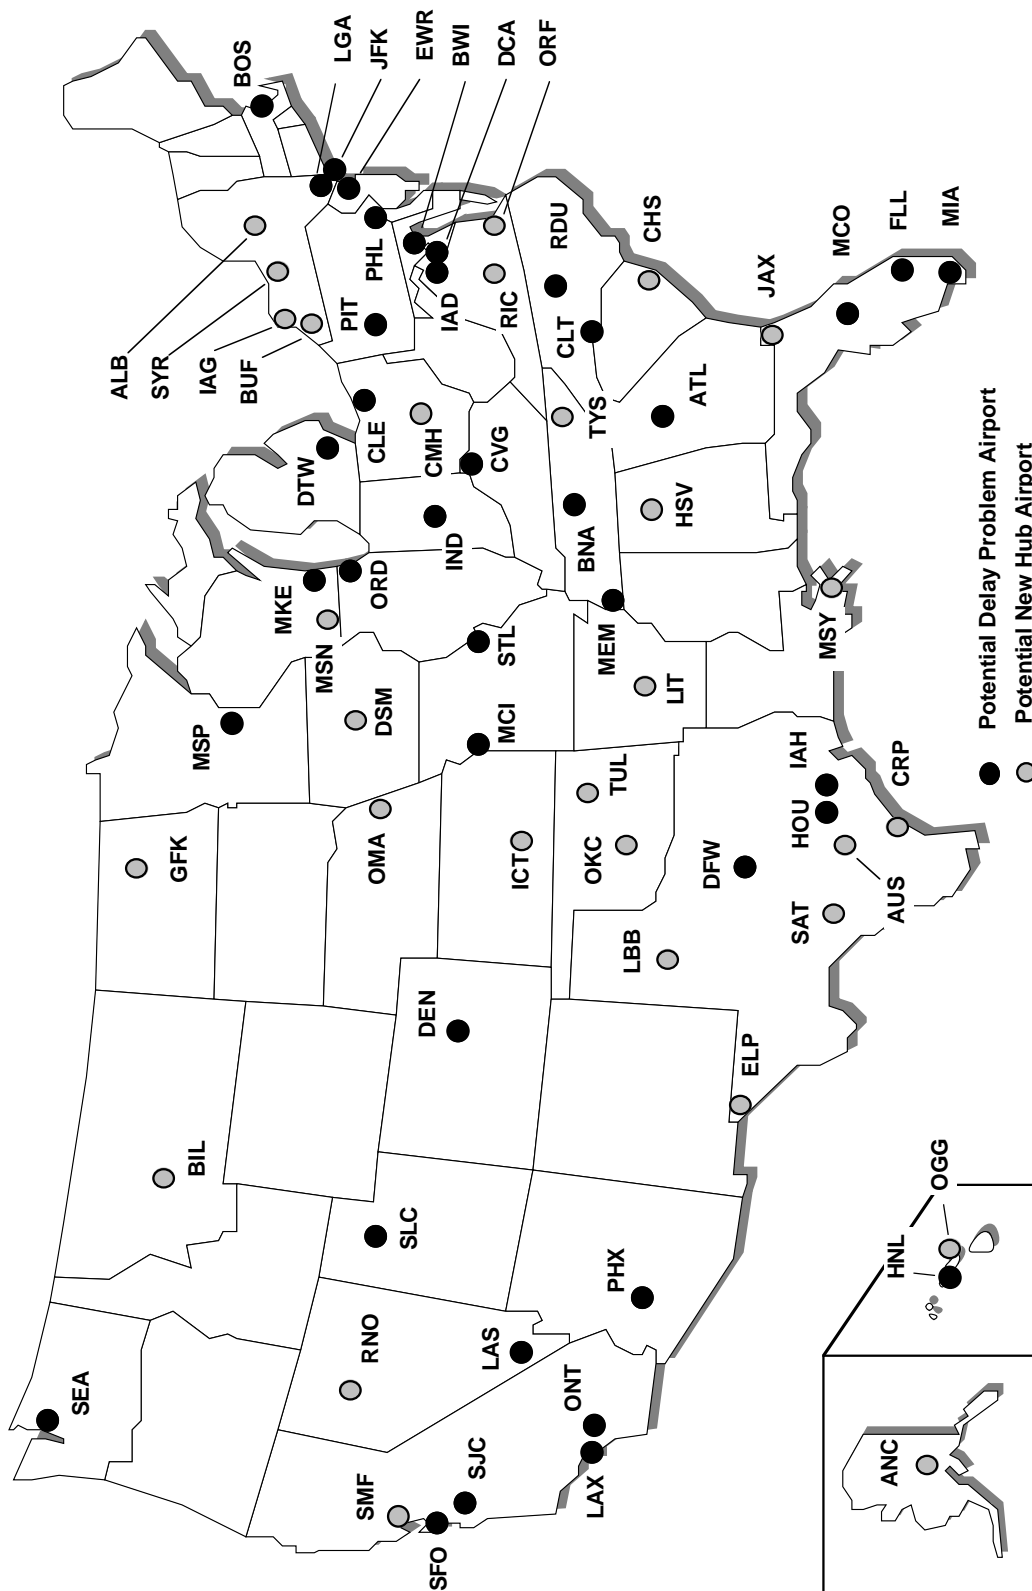 BOS
LGA
JFK
EWR
BWI
DCA
ORF
ALB
SYR
IAG
BUF
PIT
PHL
IAD
RIC
RDU
CLT
CHS
JAX
MCO
FLL
MIA
DTW
CLE
CMH
CVG
TYS
ATL
IND
BNA
HSV
MKE
MSN
ORD
STL
MEM
MSY
MSP
DSM
MCI
LIT
GFK
OMA
ICT
TUL
OKC
DFW
IAH
HOU
CRP
AUS
SAT
LBB
DEN
ELP
BIL
SLC
PHX
SEA
RNO
LAS
ONT
LAX
SMF
SJC
SFO
OGG
HNL
ANC
Potential Delay Problem Airport
Potential New Hub Airport